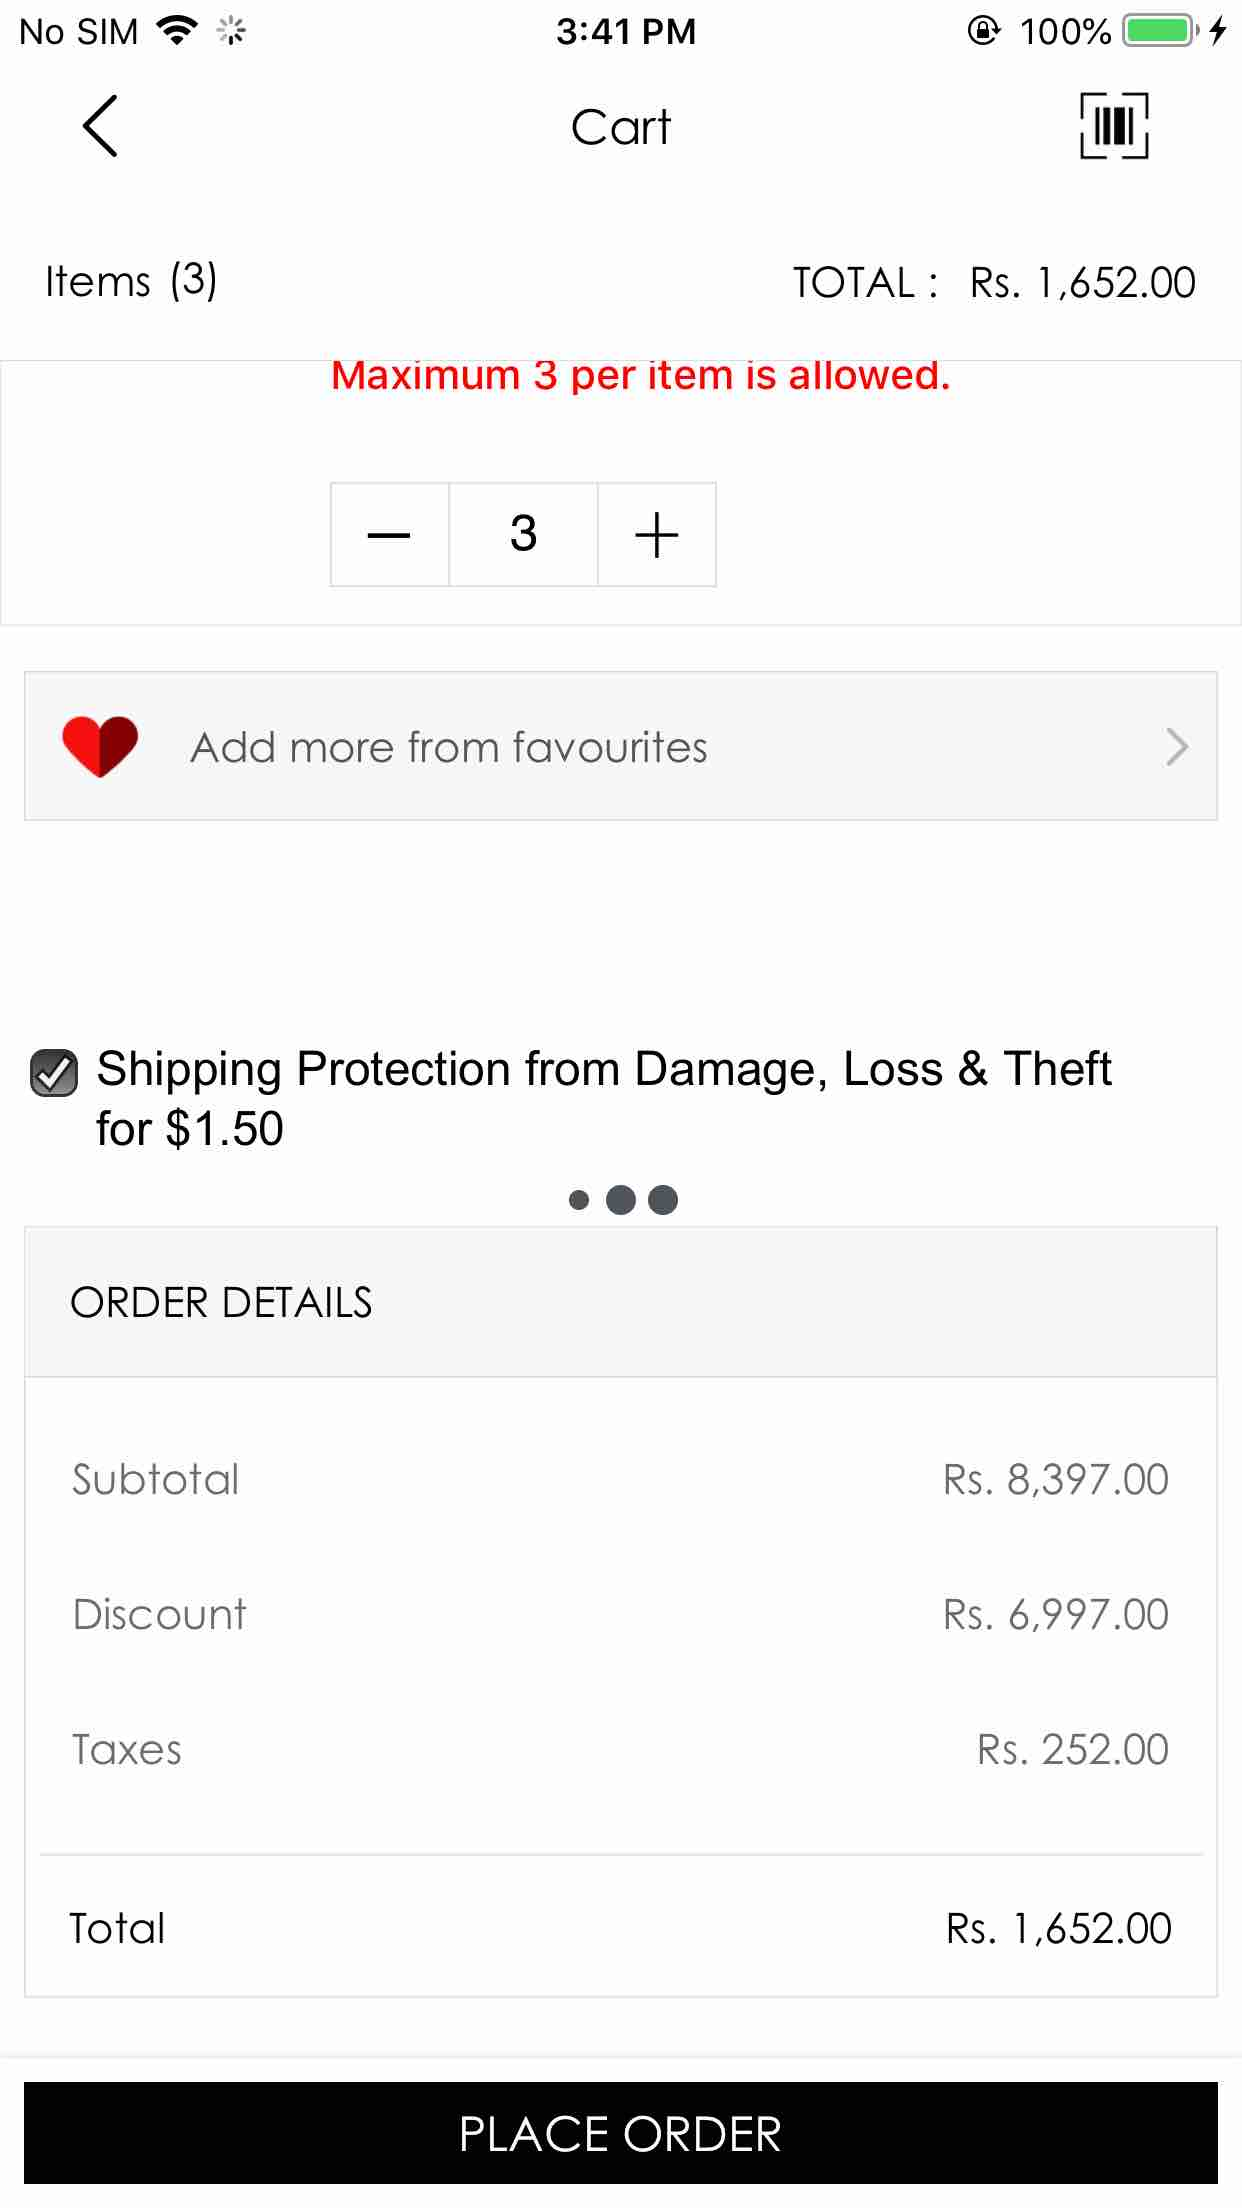 No SIM 3:41 PM 100%
Cart
Items (3) TOTAL : Rs. 1,652.00
Maximum 3 per item is allowed.
3
Add more from favourites
Shipping Protection from Damage, Loss & Theft
for $1.50
ORDER DETAILS
Subtotal Rs. 8,397.00
Discount Rs. 6,997.00
Taxes Rs. 252.00
Total Rs. 1,652.00
PLACE ORDER